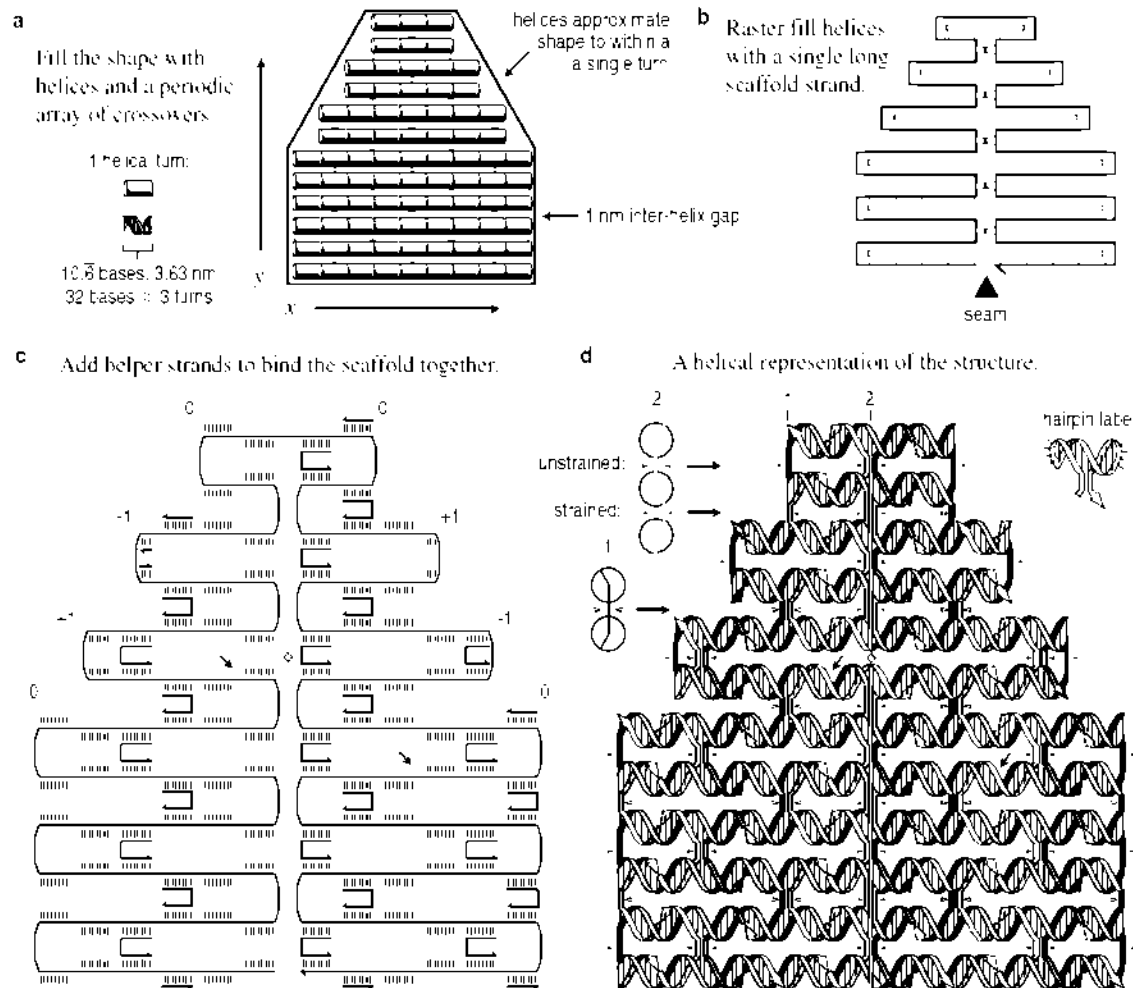 a
Fill the shape with
helices and a periodic
array of crossovers
1 helical turn:
10.6 bases, 3.63 nm
32 bases = 3 turns
helices approximate
shape to within a
a single turn
1 nm inter-helix gap
y
x
b
Raster fill helices
with a single long
scaffold strand.
seam
c
Add helper strands to bind the scaffold together.
0
0
-1
+1
+1
-1
0
0
d
A helical representation of the structure.
2
1
2
hairpin label
unstrained:
strained:
1